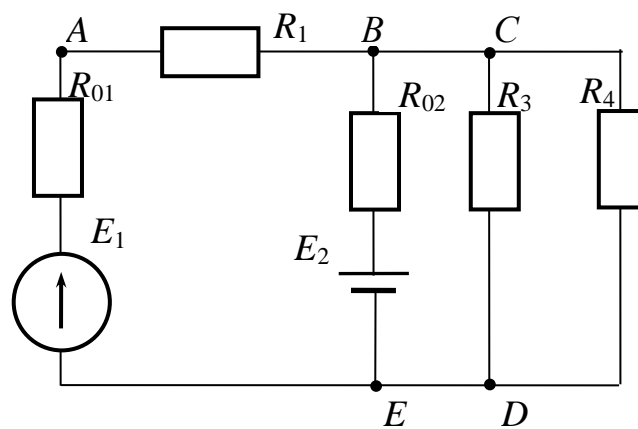 A R₁ B C
R₀₁ R₀₂ R₃ R₄
E₁ E₂
E D